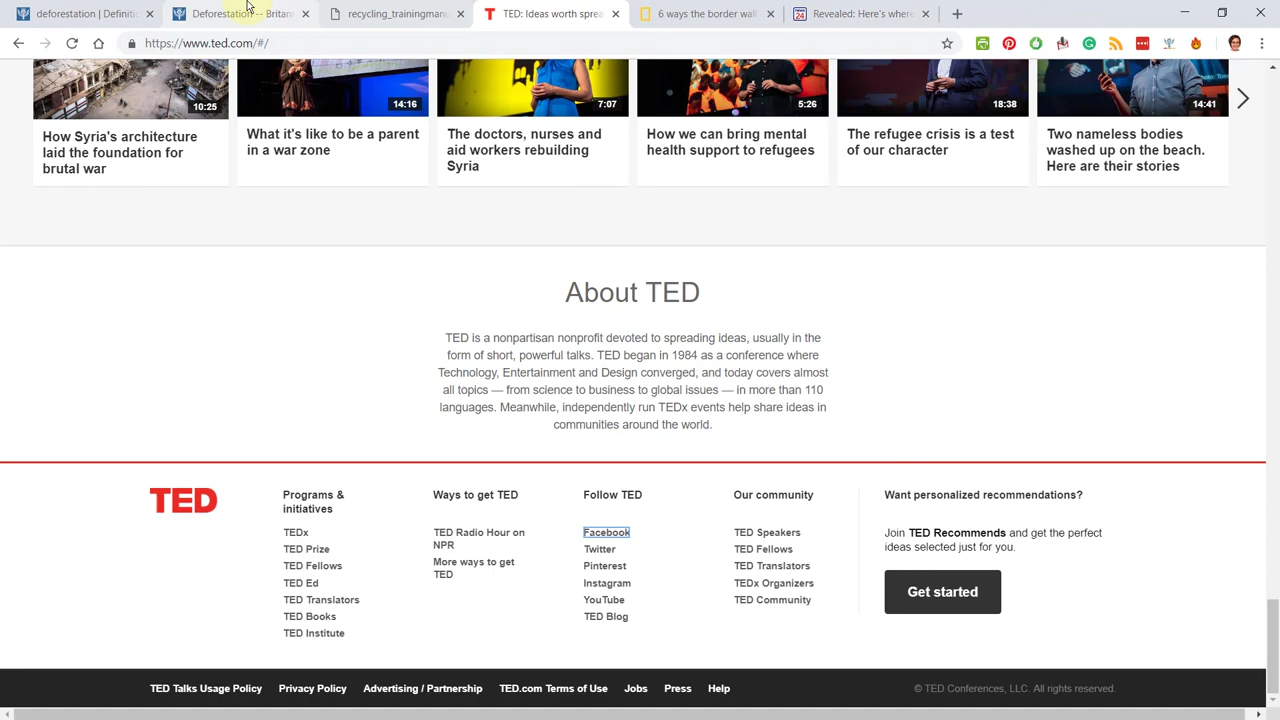 deforestation | Definiti
Deforestation -- Britann
recycling_trainingmanu
TED: Ideas worth sprea
6 ways the border wall
24
Revealed: Here's where
https://www.ted.com/#/
10:25
14:16
7:07
5:26
18:38
14:41
How Syria's architecture
laid the foundation for
brutal war
What it's like to be a parent
in a war zone
The doctors, nurses and
aid workers rebuilding
Syria
How we can bring mental
health support to refugees
The refugee crisis is a test
of our character
Two nameless bodies
washed up on the beach.
Here are their stories
About TED
TED is a nonpartisan nonprofit devoted to spreading ideas, usually in the
form of short, powerful talks. TED began in 1984 as a conference where
Technology, Entertainment and Design converged, and today covers almost
all topics — from science to business to global issues — in more than 110
languages. Meanwhile, independently run TEDx events help share ideas in
communities around the world.
TED
Programs &
initiatives
TEDx
TED Prize
TED Fellows
TED Ed
TED Translators
TED Books
TED Institute
Ways to get TED
TED Radio Hour on
NPR
More ways to get
TED
Follow TED
Facebook
Twitter
Pinterest
Instagram
YouTube
TED Blog
Our community
TED Speakers
TED Fellows
TED Translators
TEDx Organizers
TED Community
Want personalized recommendations?
Join TED Recommends and get the perfect
ideas selected just for you.
Get started
TED Talks Usage Policy
Privacy Policy
Advertising / Partnership
TED.com Terms of Use
Jobs
Press
Help
© TED Conferences, LLC. All rights reserved.